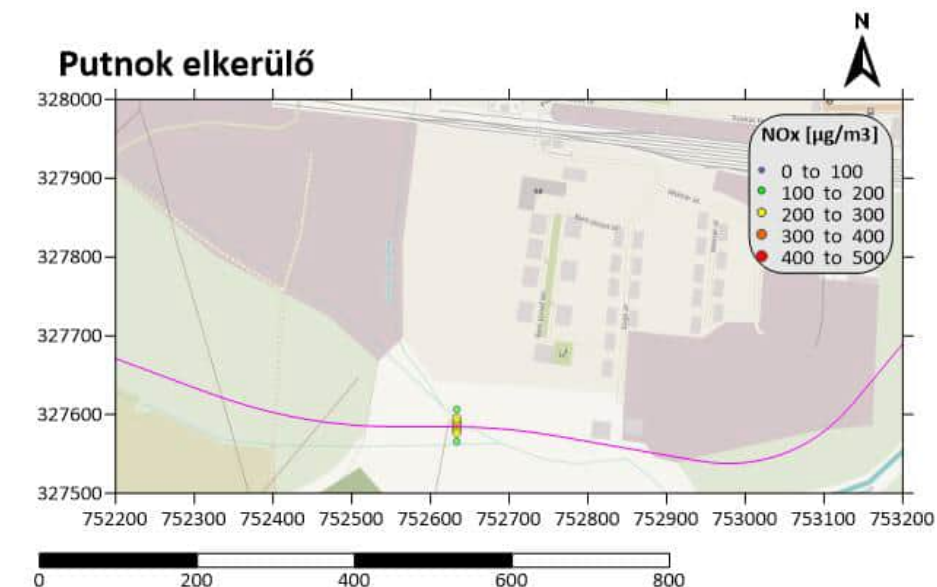 N
Putnok elkerülő
328000
327900
327800
327700
327600
327500
NOx [µg/m3]
0 to 100
100 to 200
200 to 300
300 to 400
400 to 500
752200 752300 752400 752500 752600 752700 752800 752900 753000 753100 753200
0 200 400 600 800